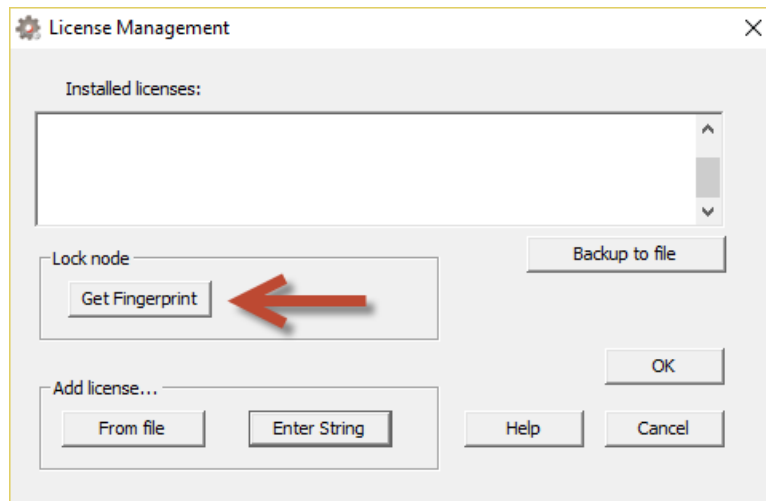 License Management
Installed licenses:
Backup to file
Lock node
Get Fingerprint
OK
Add license...
From file
Enter String
Help
Cancel